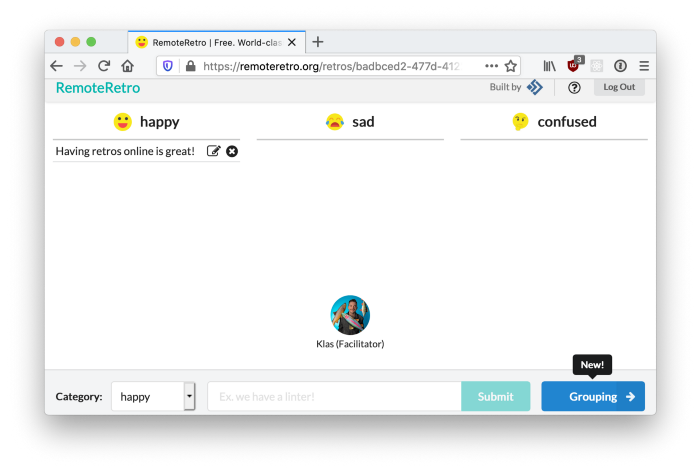 RemoteRetro | Free. World-clas
https://remoteretro.org/retros/badbced2-477d-412
3
RemoteRetro
Built by
Log Out
happy
sad
confused
Having retros online is great!
Klas (Facilitator)
New!
Category:
happy
Ex. we have a linter!
Submit
Grouping